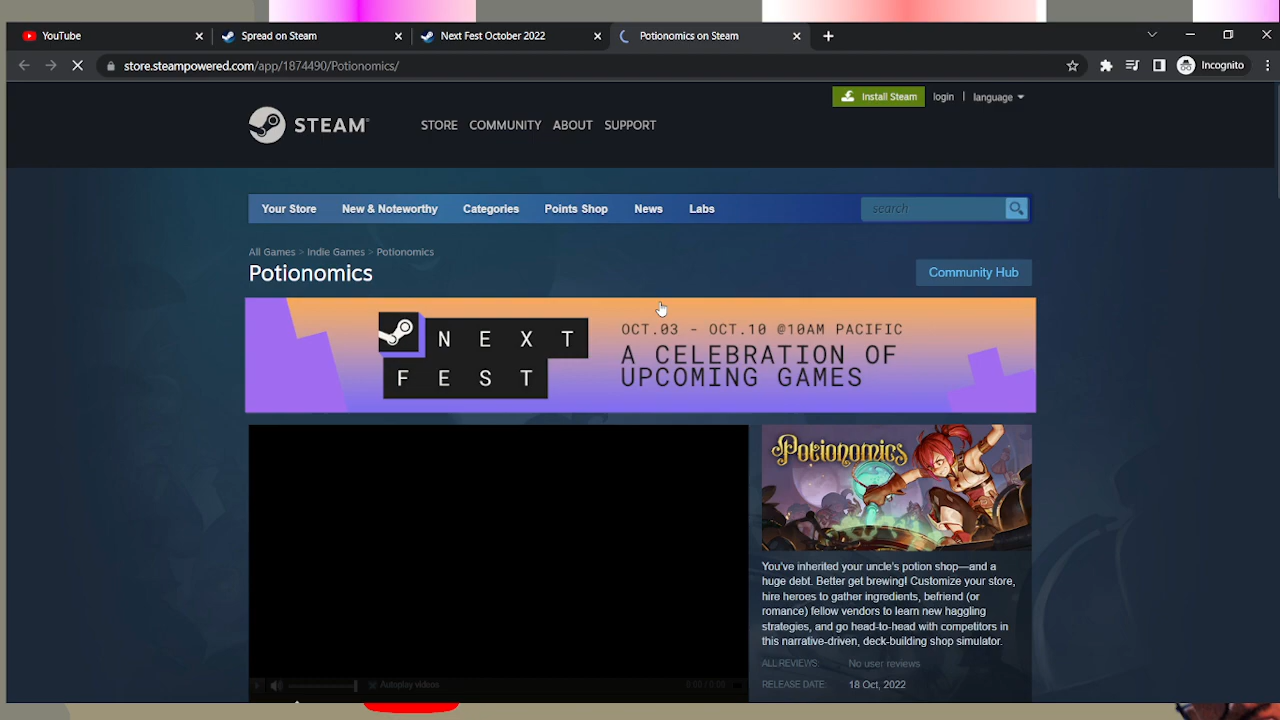 YouTube
Spread on Steam
Next Fest October 2022
Potionomics on Steam
store.steampowered.com/app/1874490/Potionomics/
Incognito
Install Steam
login | language
STEAM®
STORE COMMUNITY ABOUT SUPPORT
Your Store New & Noteworthy Categories Points Shop News Labs
search
All Games > Indie Games > Potionomics
Potionomics
Community Hub
NEXT
FEST
OCT.03 - OCT.10 @10AM PACIFIC
A CELEBRATION OF
UPCOMING GAMES
Potionomics
You've inherited your uncle's potion shop—and a
huge debt. Better get brewing! Customize your store,
hire heroes to gather ingredients, befriend (or
romance) fellow vendors to learn new haggling
strategies, and go head-to-head with competitors in
this narrative-driven, deck-building shop simulator.
ALL REVIEWS: No user reviews
RELEASE DATE: 18 Oct, 2022
Autoplay videos
0:00 / 0:00